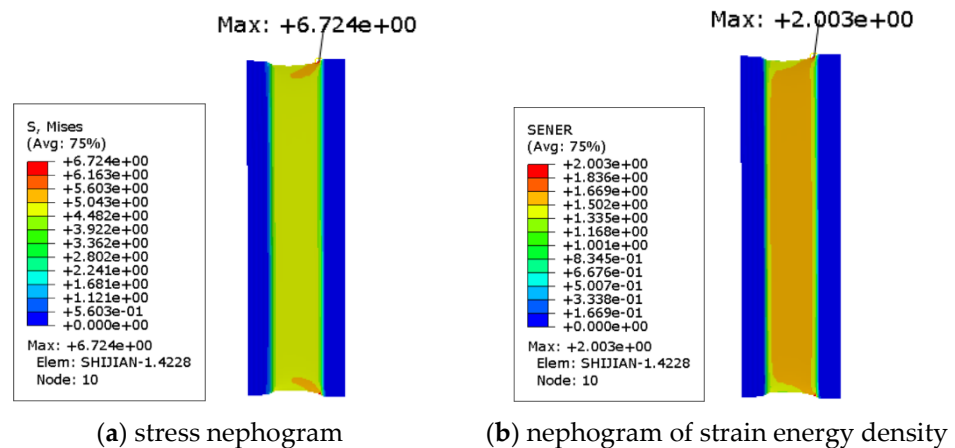 Max: +6.724e+00
S, Mises
(Avg: 75%)
+6.724e+00
+6.163e+00
+5.603e+00
+5.043e+00
+4.482e+00
+3.922e+00
+3.362e+00
+2.802e+00
+2.241e+00
+1.681e+00
+1.121e+00
+5.603e-01
+0.000e+00
Max: +6.724e+00
Elem: SHIJIAN-1.4228
Node: 10
(a) stress nephogram
Max: +2.003e+00
SENER
(Avg: 75%)
+2.003e+00
+1.836e+00
+1.669e+00
+1.502e+00
+1.335e+00
+1.168e+00
+1.001e+00
+8.345e-01
+6.676e-01
+5.007e-01
+3.338e-01
+1.669e-01
+0.000e+00
Max: +2.003e+00
Elem: SHIJIAN-1.4228
Node: 10
(b) nephogram of strain energy density